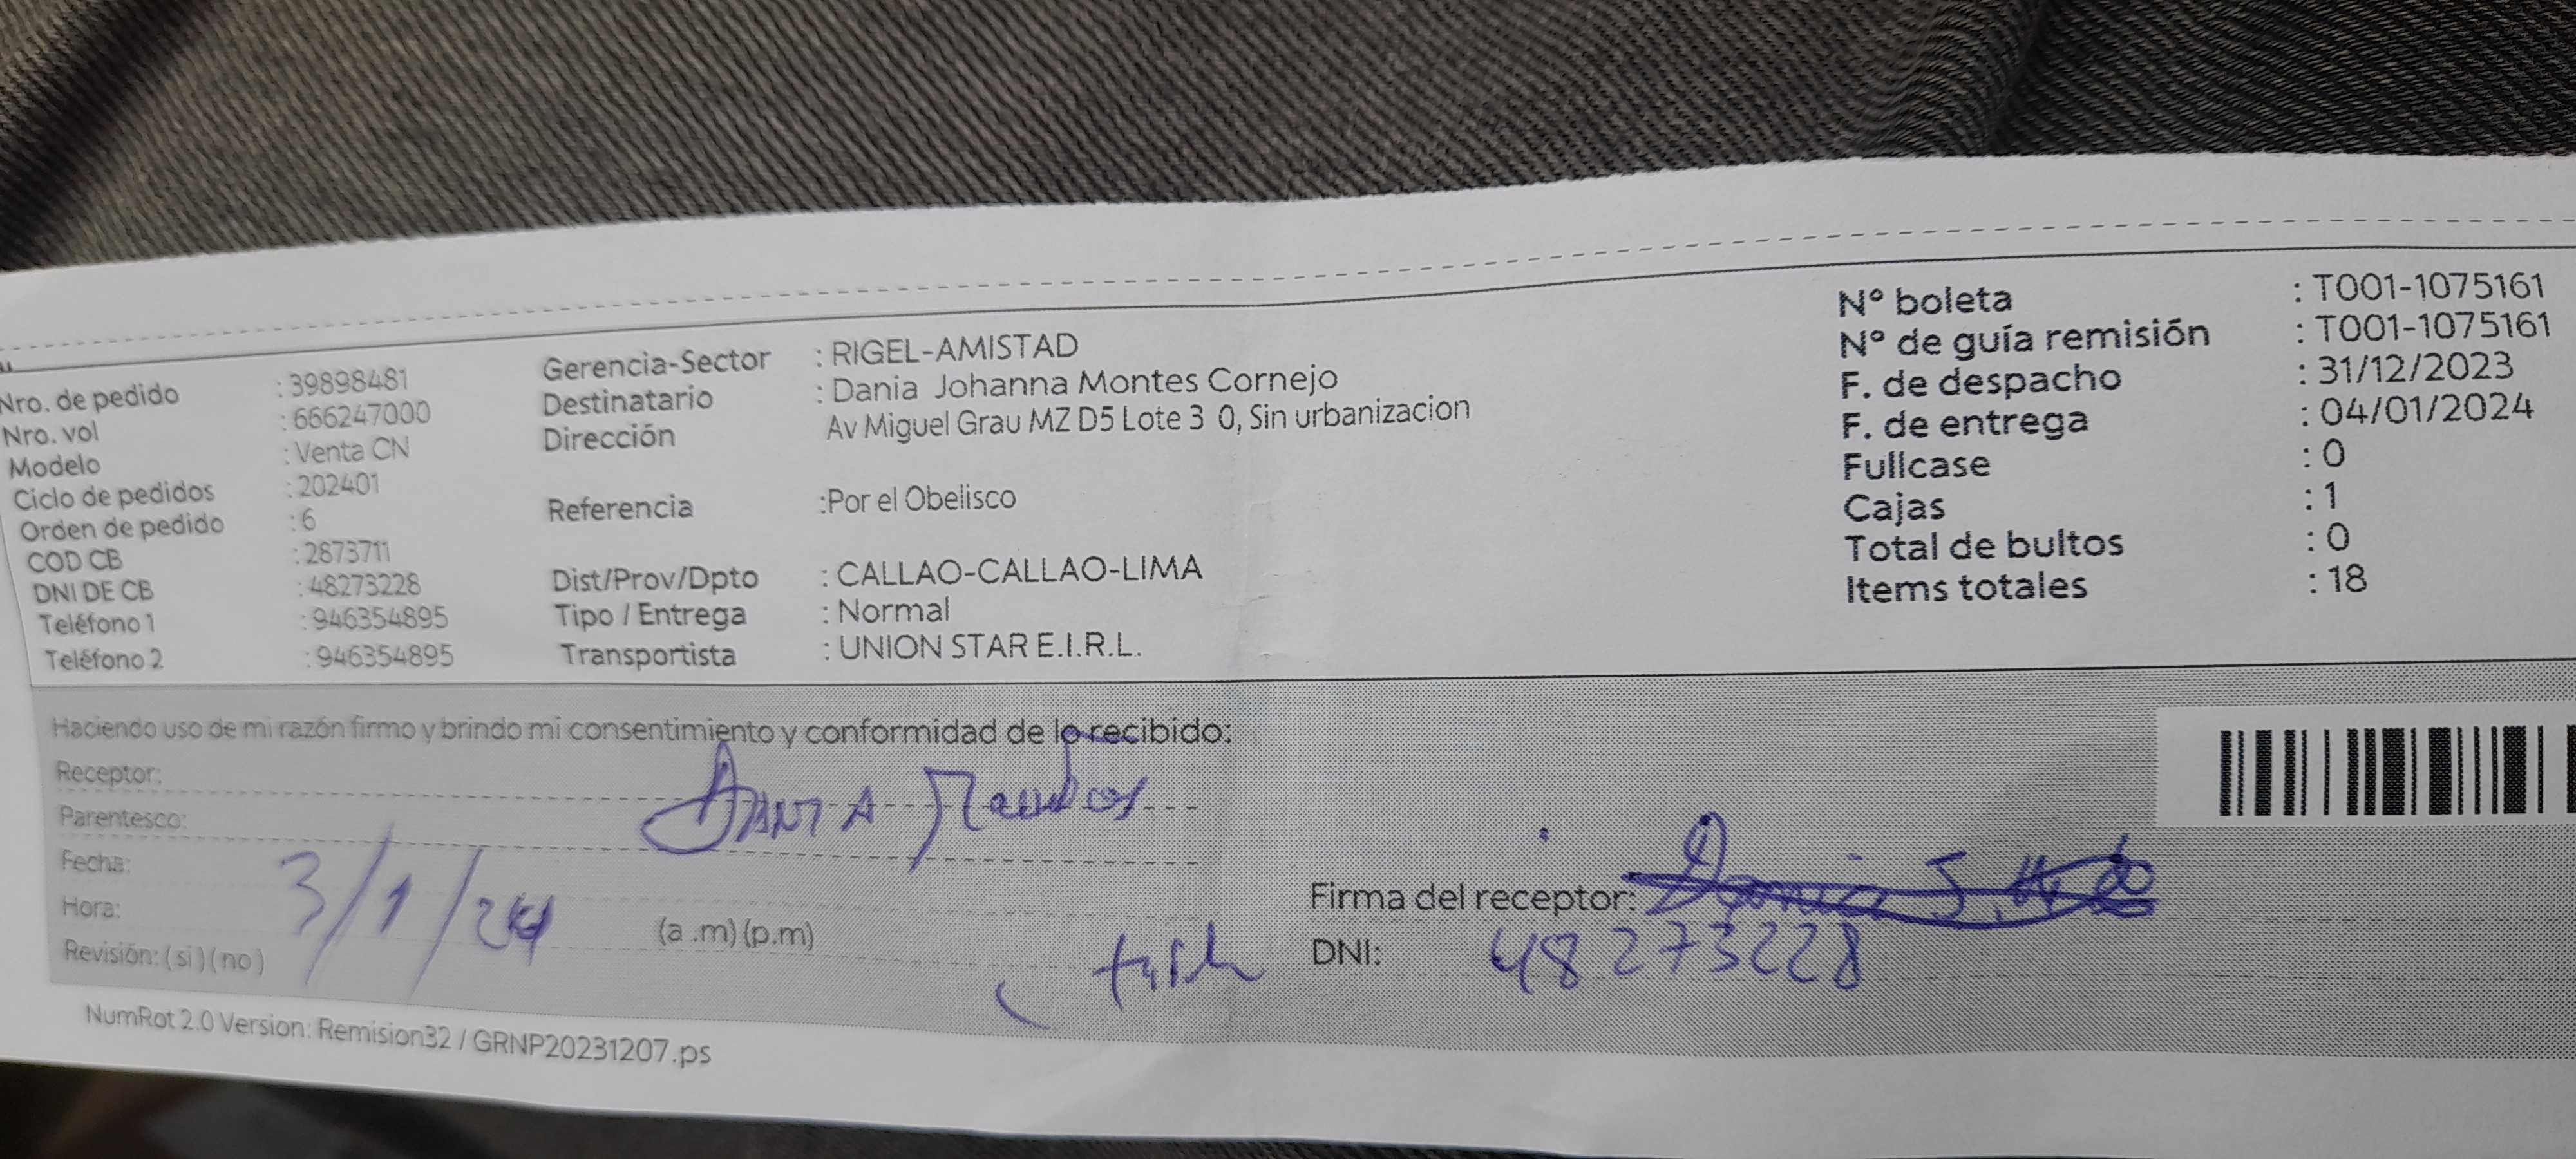 Nro. de pedido : 39898481
Nro. vol : 666247000
Modelo : Venta CN
Ciclo de pedidos : 202401
Orden de pedido : 6
COD CB : 2873711
DNI DE CB : 48273228
Teléfono 1 : 946354895
Teléfono 2 : 946354895
Gerencia-Sector : RIGEL-AMISTAD
Destinatario : Dania Johanna Montes Cornejo
Dirección Av Miguel Grau MZ D5 Lote 3 0, Sin urbanizacion
Referencia :Por el Obelisco
Dist/Prov/Dpto : CALLAO-CALLAO-LIMA
Tipo / Entrega : Normal
Transportista : UNION STAR E.I.R.L.
Nº boleta : T001-1075161
Nº de guía remisión : T001-1075161
F. de despacho : 31/12/2023
F. de entrega : 04/01/2024
Fullcase : 0
Cajas : 1
Total de bultos : 0
Items totales : 18
Haciendo uso de mi razón firmo y brindo mi consentimiento y conformidad de lo recibido:
Receptor:
Parentesco:
Fecha: 3/1/24
Hora: (a .m) (p.m)
Revisión: ( si ) ( no )
Firma del receptor:
DNI: 48273228
NumRot 2.0 Version: Remision32 / GRNP20231207.ps